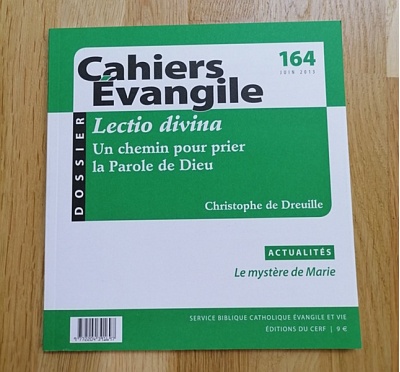 Cahiers
Évangile
164
JUIN 2013
DOSSIER
Lectio divina
Un chemin pour prier
la Parole de Dieu
Christophe de Dreuille
ACTUALITÉS
Le mystère de Marie
SERVICE BIBLIQUE CATHOLIQUE ÉVANGILE ET VIE
ÉDITIONS DU CERF | 9 €